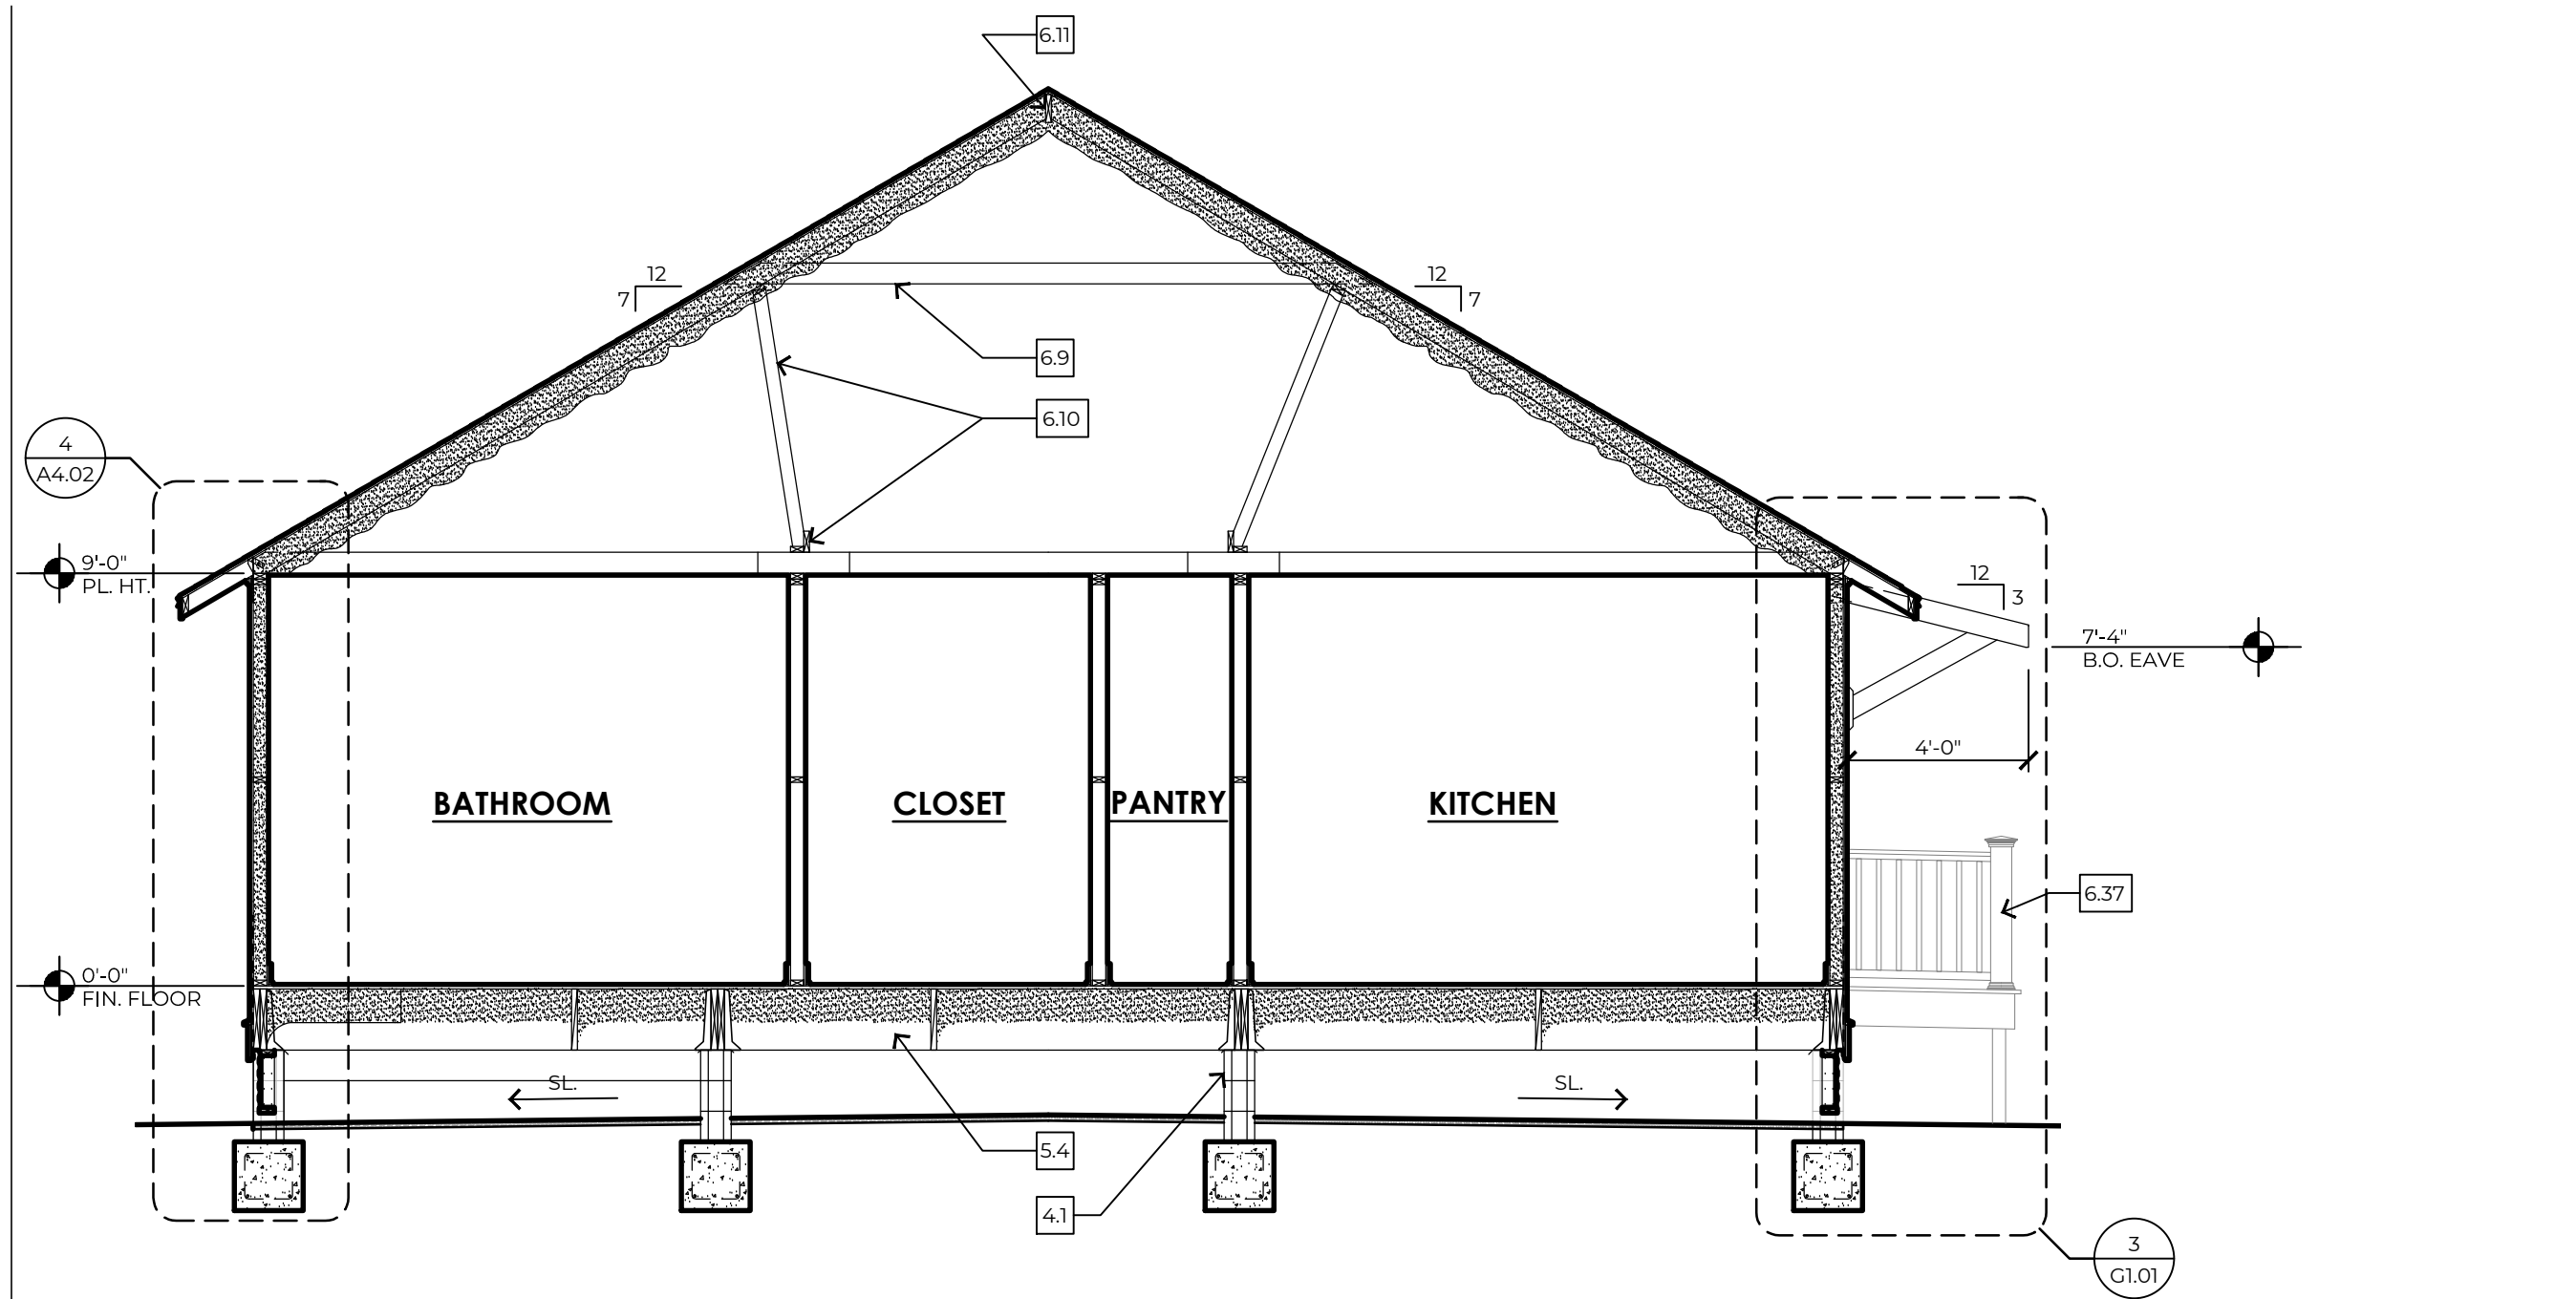 6.11
12
7
12
7
6.9
6.10
4
A4.02
9'-0"
PL. HT.
12
3
7'-4"
B.O. EAVE
4'-0"
BATHROOM
CLOSET
PANTRY
KITCHEN
6.37
0'-0"
FIN. FLOOR
SL.
SL.
5.4
4.1
3
G1.01